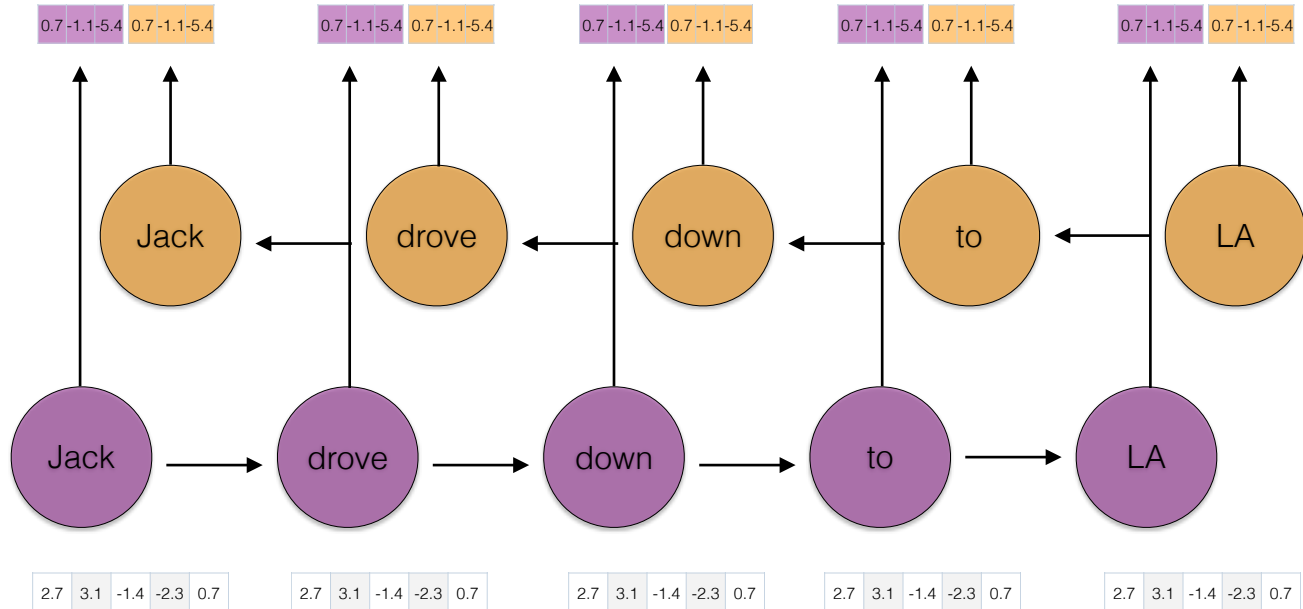 0.7 -1.1 -5.4 0.7 -1.1 -5.4 0.7 -1.1 -5.4 0.7 -1.1 -5.4 0.7 -1.1 -5.4 0.7 -1.1 -5.4 0.7 -1.1 -5.4 0.7 -1.1 -5.4 0.7 -1.1 -5.4 0.7 -1.1 -5.4
Jack drove down to LA
Jack drove down to LA
2.7 3.1 -1.4 -2.3 0.7 2.7 3.1 -1.4 -2.3 0.7 2.7 3.1 -1.4 -2.3 0.7 2.7 3.1 -1.4 -2.3 0.7 2.7 3.1 -1.4 -2.3 0.7